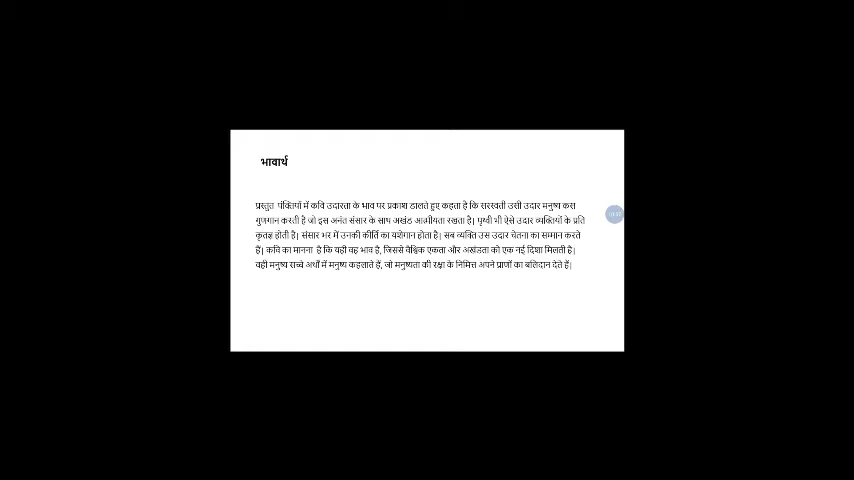 भावार्थ
प्रस्तुत पंक्तियों में कवि उदारता के भाव पर प्रकाश डालते हुए कहता है कि सरस्वती उसी उदार मनुष्य कस
गुणगान करती है जो इस अनंत संसार के साथ अखंड आत्मीयता रखता है| पृथ्वी भी ऐसे उदार व्यक्तियों के प्रति
कृतज्ञ होती है| संसार भर में उनकी कीर्ति का यशोगान होता है| सब व्यक्ति उस उदार चेतना का सम्मान करते
हैं| कवि का मानना है कि यही वह भाव है, जिससे वैश्विक एकता और अखंडता को एक नई दिशा मिलती है|
वही मनुष्य सच्चे अर्थों में मनुष्य कहलाते हैं, जो मनुष्यता की रक्षा के निमित्त अपने प्राणों का बलिदान देते हैं|